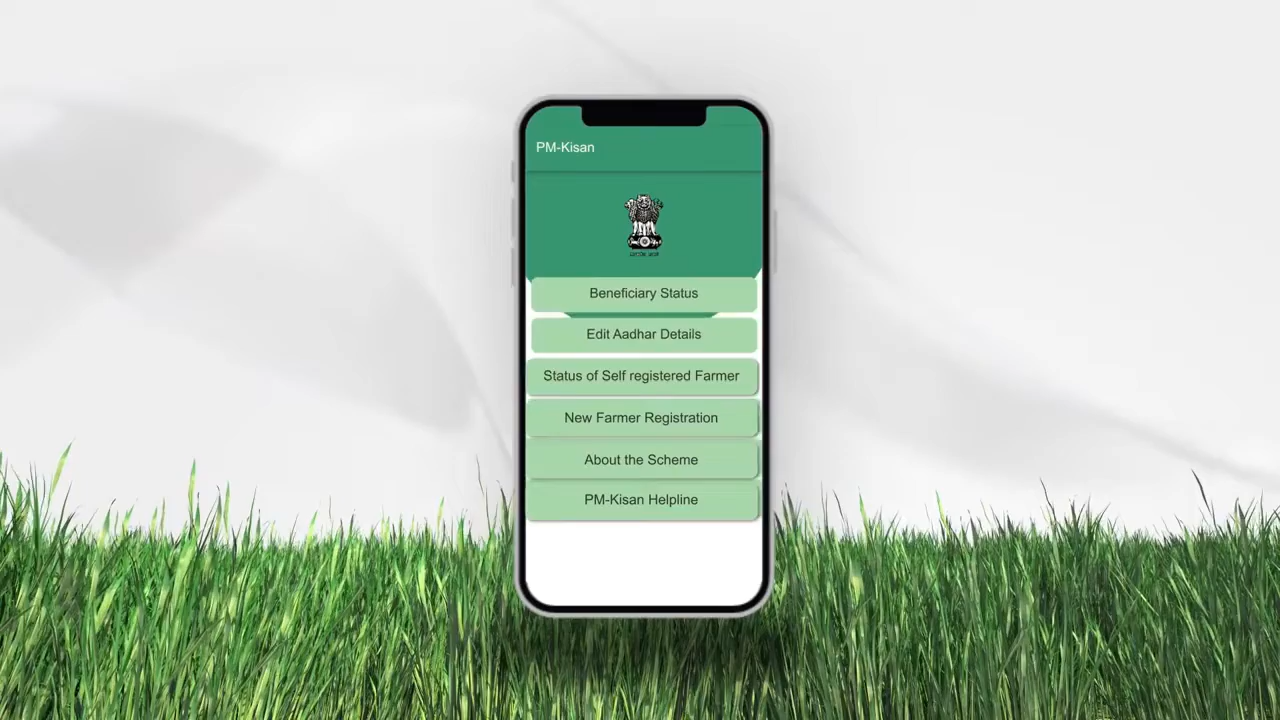 PM-Kisan
Beneficiary Status
Edit Aadhar Details
Status of Self registered Farmer
New Farmer Registration
About the Scheme
PM-Kisan Helpline